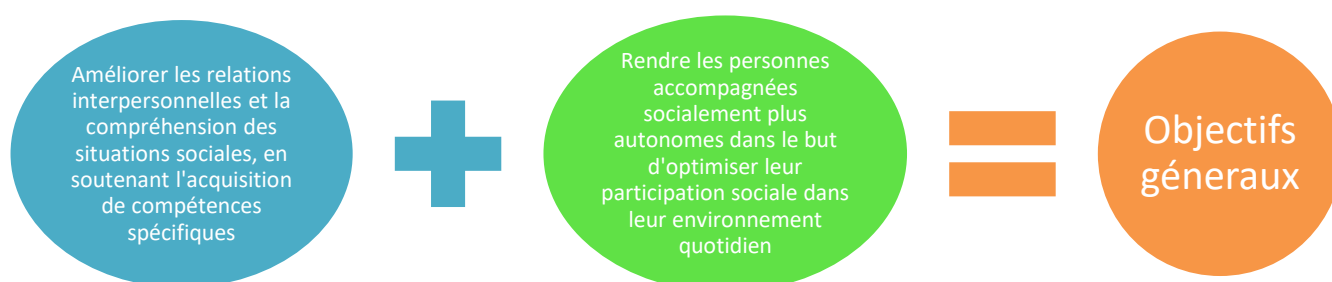 Améliorer les relations
interpersonnelles et la
compréhension des
situations sociales, en
soutenant l'acquisition
de compétences
spécifiques
Rendre les personnes
accompagnées
socialement plus
autonomes dans le but
d'optimiser leur
participation sociale dans
leur environnement
quotidien
Objectifs
géneraux